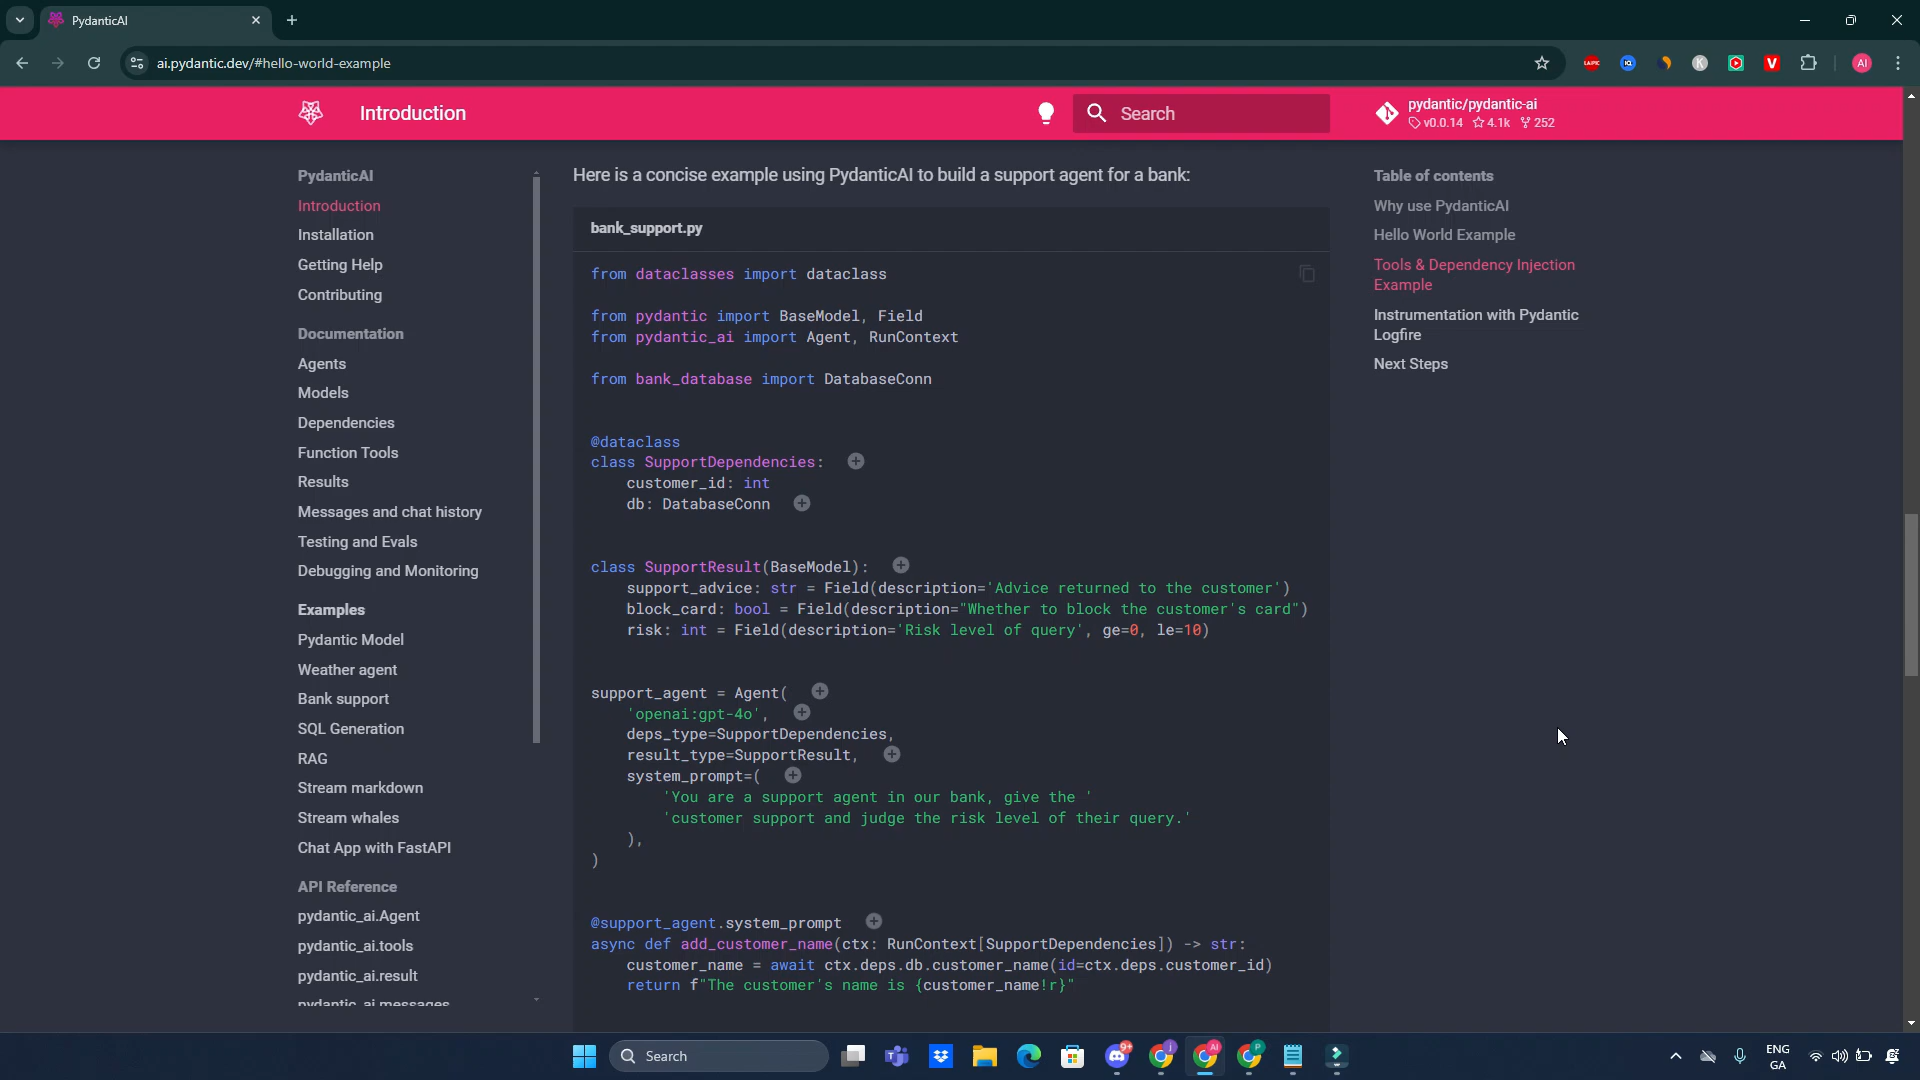 PydanticAI
ai.pydantic.dev/#hello-world-example
AI
Introduction
Search
pydantic/pydantic-ai
v0.0.14 4.1k 252
PydanticAI
Introduction
Installation
Getting Help
Contributing
Documentation
Agents
Models
Dependencies
Function Tools
Results
Messages and chat history
Testing and Evals
Debugging and Monitoring
Examples
Pydantic Model
Weather agent
Bank support
SQL Generation
RAG
Stream markdown
Stream whales
Chat App with FastAPI
API Reference
pydantic_ai.Agent
pydantic_ai.tools
pydantic_ai.result
pydantic_ai.messages
Here is a concise example using PydanticAI to build a support agent for a bank:
bank_support.py
from dataclasses import dataclass
from pydantic import BaseModel, Field
from pydantic_ai import Agent, RunContext
from bank_database import DatabaseConn
@dataclass
class SupportDependencies:
    customer_id: int
    db: DatabaseConn
class SupportResult(BaseModel):
    support_advice: str = Field(description='Advice returned to the customer')
    block_card: bool = Field(description="Whether to block the customer's card")
    risk: int = Field(description='Risk level of query', ge=0, le=10)
support_agent = Agent(
    'openai:gpt-4o',
    deps_type=SupportDependencies,
    result_type=SupportResult,
    system_prompt=(
        'You are a support agent in our bank, give the '
        'customer support and judge the risk level of their query.'
    ),
)
@support_agent.system_prompt
async def add_customer_name(ctx: RunContext[SupportDependencies]) -> str:
    customer_name = await ctx.deps.db.customer_name(id=ctx.deps.customer_id)
    return f"The customer's name is {customer_name!r}"
Table of contents
Why use PydanticAI
Hello World Example
Tools & Dependency Injection
Example
Instrumentation with Pydantic
Logfire
Next Steps
Search
9+
ENG
GA